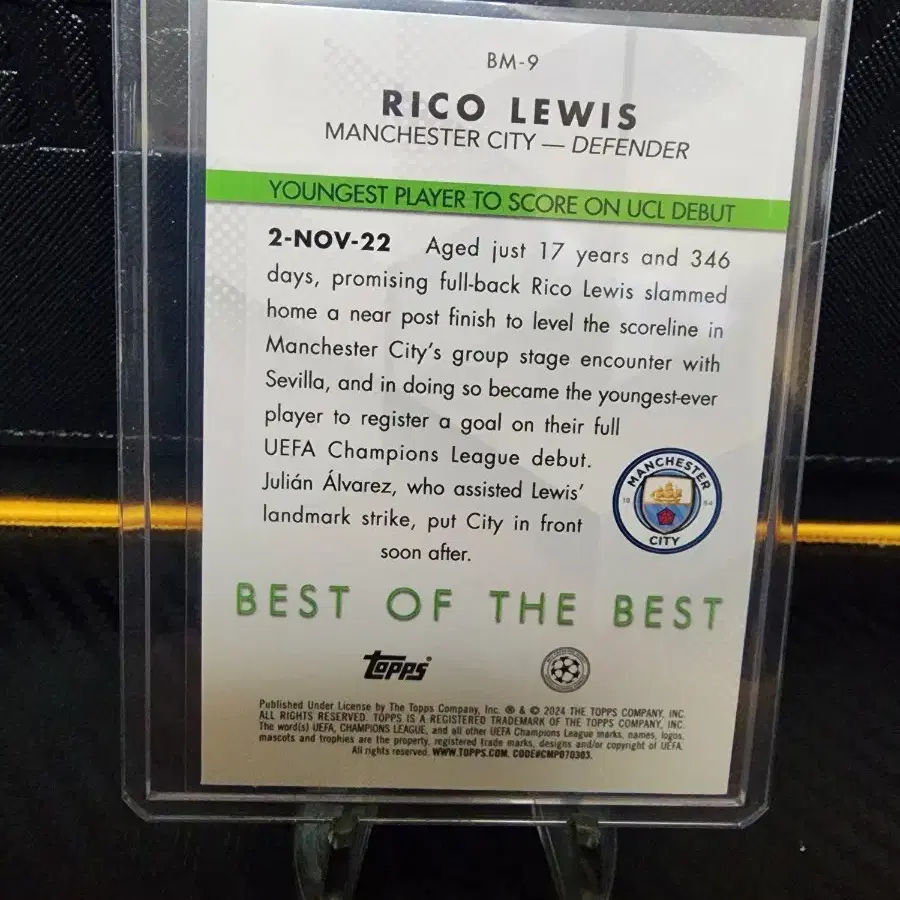 BM-9
RICO LEWIS
MANCHESTER CITY — DEFENDER
YOUNGEST PLAYER TO SCORE ON UCL DEBUT
2-NOV-22 Aged just 17 years and 346
days, promising full-back Rico Lewis slammed
home a near post finish to level the scoreline in
Manchester City's group stage encounter with
Sevilla, and in doing so became the youngest-ever
player to register a goal on their full
UEFA Champions League debut.
Julián Álvarez, who assisted Lewis'
landmark strike, put City in front
soon after.
MANCHESTER
18 94
CITY
BEST OF THE BEST
topps
Published Under License by The Topps Company, Inc. ® & © 2024 THE TOPPS COMPANY, INC.
ALL RIGHTS RESERVED. TOPPS IS A REGISTERED TRADEMARK OF THE TOPPS COMPANY, INC.
The word(s) UEFA, CHAMPIONS LEAGUE, and all other UEFA Champions League marks, names, logos,
mascots and trophies are the property, registered trade marks, designs and/or copyright of UEFA.
All rights reserved. WWW.TOPPS.COM. CODE#CMP070303.